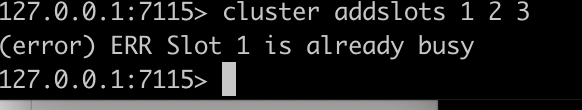 127.0.0.1:7115> cluster addslots 1 2 3
(error) ERR Slot 1 is already busy
127.0.0.1:7115>